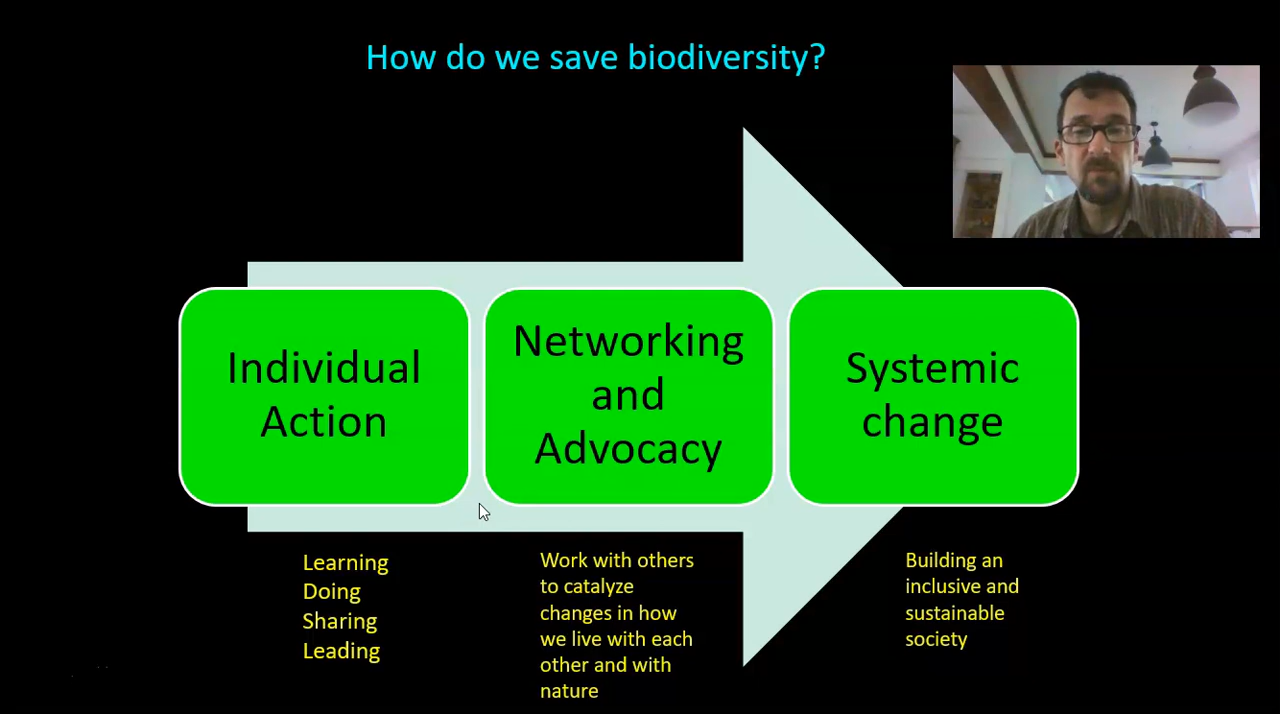 How do we save biodiversity?
Individual
Action
Networking
and
Advocacy
Systemic
change
Learning
Doing
Sharing
Leading
Work with others
to catalyze
changes in how
we live with each
other and with
nature
Building an
inclusive and
sustainable
society